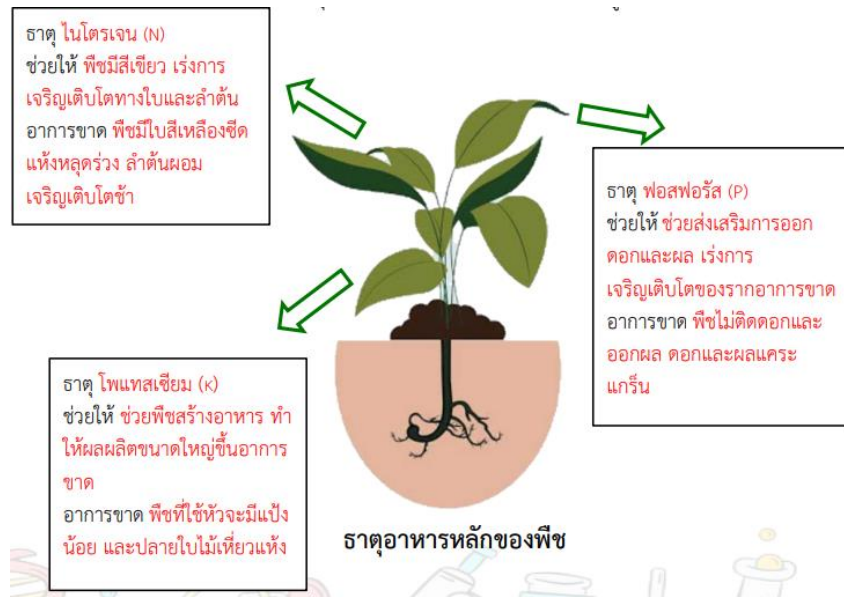 ธาตุ ไนโตรเจน (N)
ช่วยให้ พืชมีสีเขียว เร่งการ
เจริญเติบโตทางใบและลำต้น
อาการขาด พืชมีใบสีเหลืองซีด
แห้งหลุดร่วง ลำต้นผอม
เจริญเติบโตช้า
ธาตุ ฟอสฟอรัส (P)
ช่วยให้ ช่วยส่งเสริมการออก
ดอกและผล เร่งการ
เจริญเติบโตของรากอาการขาด
อาการขาด พืชไม่ติดดอกและ
ออกผล ดอกและผลแคระ
แกร็น
ธาตุ โพแทสเซียม (K)
ช่วยให้ ช่วยพืชสร้างอาหาร ทำ
ให้ผลผลิตขนาดใหญ่ขึ้นอาการ
ขาด
อาการขาด พืชที่ใช้หัวจะมีแป้ง
น้อย และปลายใบไม้เหี่ยวแห้ง
ธาตุอาหารหลักของพืช